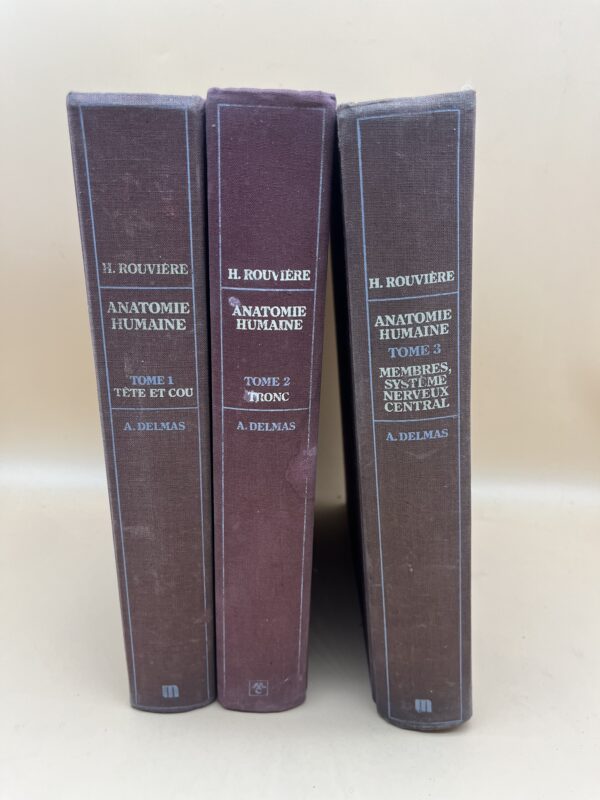 H. ROUVIÈRE
ANATOMIE
HUMAINE
TOME 1
TÊTE ET COU
A. DELMAS
m
H. ROUVIÈRE
ANATOMIE
HUMAINE
TOME 2
TRONC
A. DELMAS
H. ROUVIÈRE
ANATOMIE
HUMAINE
TOME 3
MEMBRES,
SYSTÈME
NERVEUX
CENTRAL
A. DELMAS
m